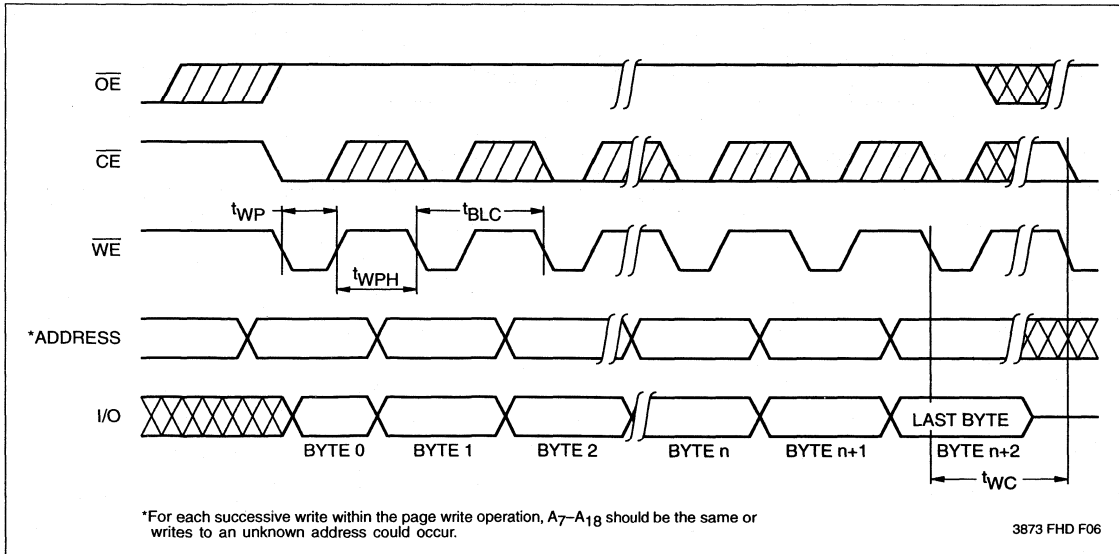 OE
CE
tWP
tBLC
WE
tWPH
*ADDRESS
I/O
LAST BYTE
BYTE 0 BYTE 1 BYTE 2 BYTE n BYTE n+1 BYTE n+2
tWC
*For each successive write within the page write operation, A7–A18 should be the same or
writes to an unknown address could occur.
3873 FHD F06